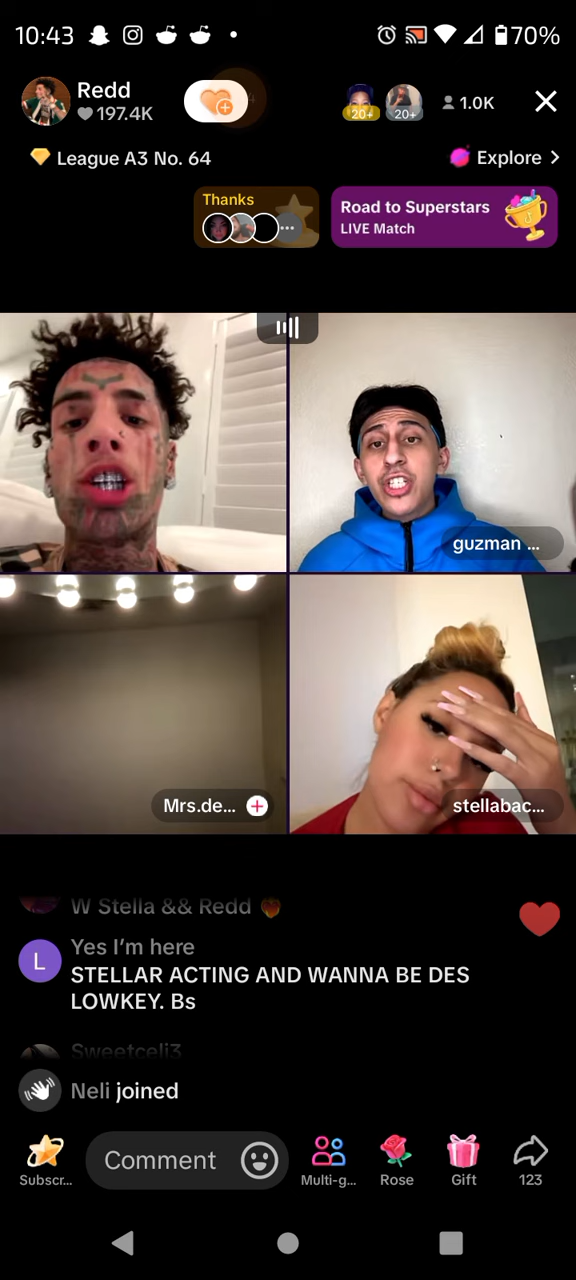 10:43
70%
Redd
197.4K
20+
20+
1.0K
League A3 No. 64
Explore
Thanks
Road to Superstars
LIVE Match
guzman ...
Mrs.de...
stellabac...
W Stella && Redd
L
Yes I'm here
STELLAR ACTING AND WANNA BE DES
LOWKEY. Bs
Sweetceli3
Neli joined
Comment
Subscr...
Multi-g...
Rose
Gift
123